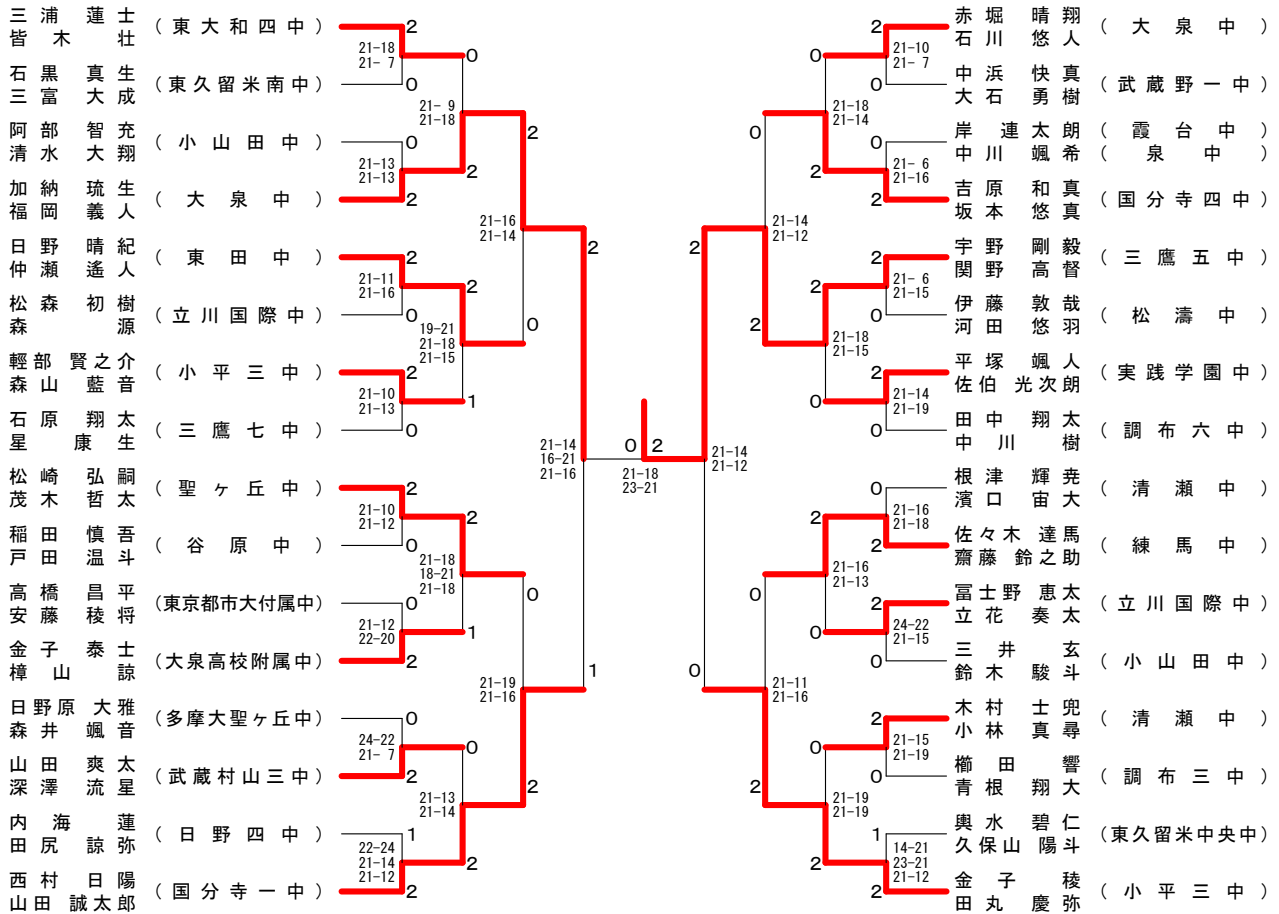 三浦 蓮士
皆木 壮
(東大和四中)
2
21-18
21- 7
0
石黒 真生
三富 大成
(東久留米南中)
0
21- 9
21-18
2
阿部 智充
清水 大翔
(小山田中)
0
21-13
21-13
2
加納 琉生
福岡 義人
(大泉中)
2
21-16
21-14
2
日野 晴紀
仲瀬 遙人
(東田中)
2
21-11
21-16
2
松森 初樹
森 源
(立川国際中)
0
19-21
21-18
21-15
0
輕部 賢之介
森山 藍音
(小平三中)
2
21-10
21-13
1
石原 翔太
星 康生
(三鷹七中)
0
21-14
16-21
21-16
松崎 弘嗣
茂木 哲太
(聖ヶ丘中)
2
21-10
21-12
2
稲田 慎吾
戸田 温斗
(谷原中)
0
21-18
18-21
21-18
0
高橋 昌平
安藤 稜将
(東京都市大付属中)
0
21-12
22-20
1
金子 泰士
樟山 諒
(大泉高校附属中)
2
21-19
21-16
1
日野原 大雅
森井 颯音
(多摩大聖ヶ丘中)
0
24-22
21- 7
0
山田 爽太
深澤 流星
(武蔵村山三中)
2
21-13
21-14
2
内海 蓮
田尻 諒弥
(日野四中)
1
22-24
21-14
21-12
2
西村 日陽
山田 誠太郎
(国分寺一中)
2
0 2
21-18
23-21
赤堀 晴翔
石川 悠人
(大泉中)
2
21-10
21- 7
0
中浜 快真
大石 勇樹
(武蔵野一中)
0
21-18
21-14
0
岸 連太朗
中川 颯希
(霞台中)
(泉中)
0
21- 6
21-16
2
吉原 和真
坂本 悠真
(国分寺四中)
2
21-14
21-12
2
宇野 剛毅
関野 高督
(三鷹五中)
2
21- 6
21-15
2
伊藤 敦哉
河田 悠羽
(松濤中)
0
21-18
21-15
2
平塚 颯人
佐伯 光次朗
(実践学園中)
2
21-14
21-19
0
田中 翔太
中川 樹
(調布六中)
0
21-14
21-12
根津 輝尭
濱口 宙大
(清瀬中)
0
21-16
21-18
2
佐々木 達馬
齋藤 鈴之助
(練馬中)
2
21-16
21-13
0
冨士野 恵太
立花 奏太
(立川国際中)
2
24-22
21-15
0
三井 玄
鈴木 駿斗
(小山田中)
0
21-11
21-16
0
木村 士兜
小林 真尋
(清瀬中)
2
21-15
21-19
0
櫛田 響
青根 翔大
(調布三中)
0
21-19
21-19
2
輿水 碧仁
久保山 陽斗
(東久留米中央中)
1
14-21
23-21
21-12
2
金子 稜
田丸 慶弥
(小平三中)
2